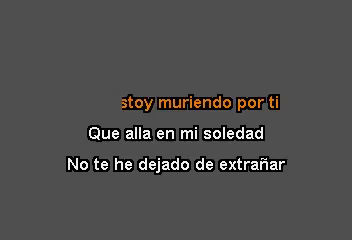 stoy muriendo por ti
Que alla en mi soledad
No te he dejado de extrañar